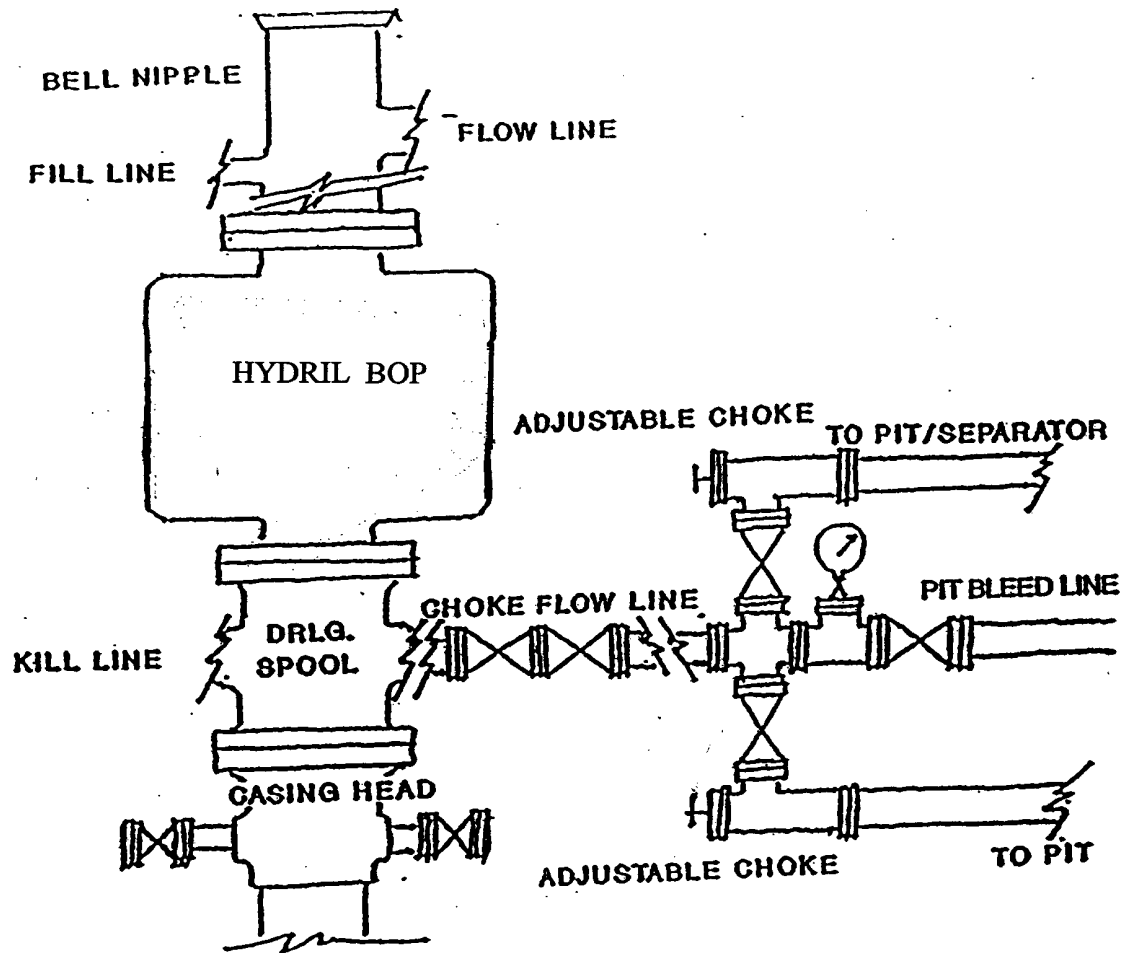 BELL NIPPLE
FLOW LINE
FILL LINE
HYDRIL BOP
ADJUSTABLE CHOKE
TO PIT/SEPARATOR
CHOKE FLOW LINE
PIT BLEED LINE
KILL LINE
DRLG.
SPOOL
CASING HEAD
ADJUSTABLE CHOKE
TO PIT